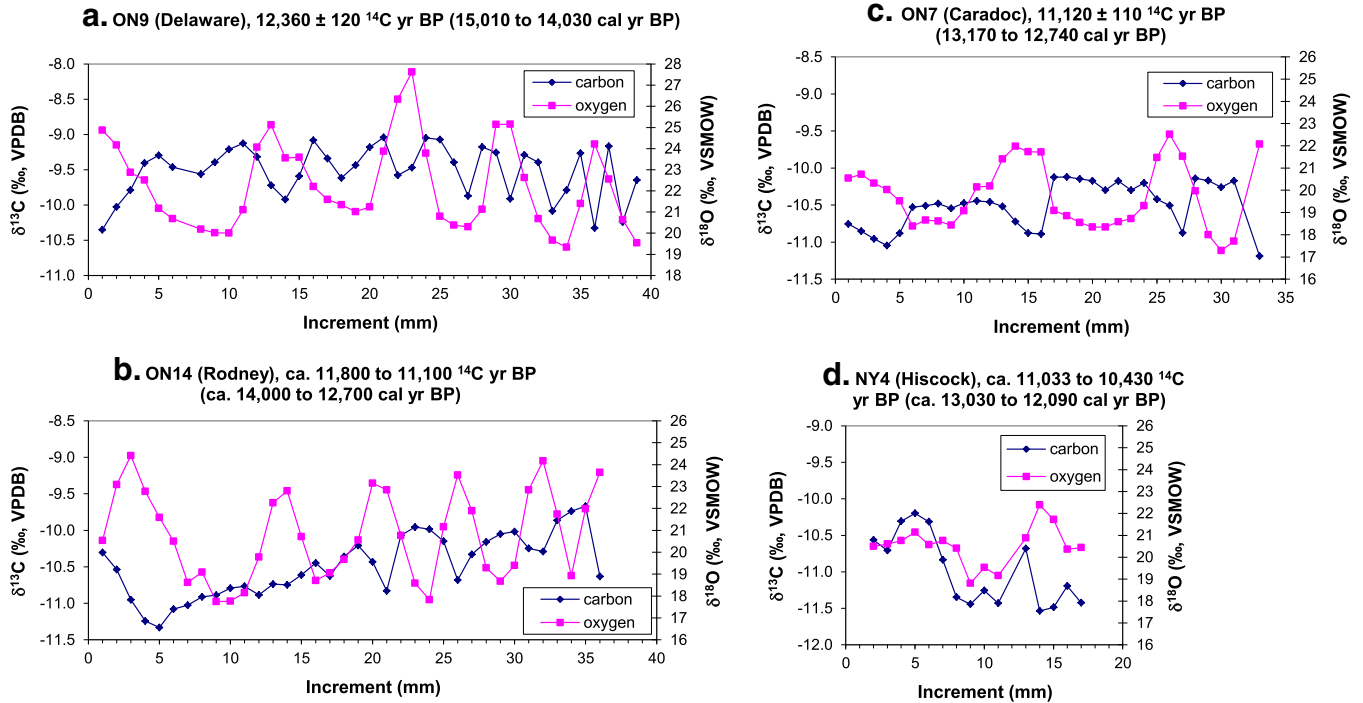 a. ON9 (Delaware), 12,360 ± 120 ¹⁴C yr BP (15,010 to 14,030 cal yr BP)
-8.0
-8.5
-9.0
-9.5
-10.0
-10.5
-11.0
δ¹³C (‰, VPDB)
28
27
26
25
24
23
22
21
20
19
18
δ¹⁸O (‰, VSMOW)
carbon
oxygen
0 5 10 15 20 25 30 35 40
Increment (mm)
c. ON7 (Caradoc), 11,120 ± 110 ¹⁴C yr BP
(13,170 to 12,740 cal yr BP)
-8.5
-9.0
-9.5
-10.0
-10.5
-11.0
-11.5
δ¹³C (‰, VPDB)
26
25
24
23
22
21
20
19
18
17
16
δ¹⁸O (‰, VSMOW)
carbon
oxygen
0 5 10 15 20 25 30 35
Increment (mm)
b. ON14 (Rodney), ca. 11,800 to 11,100 ¹⁴C yr BP
(ca. 14,000 to 12,700 cal yr BP)
-8.5
-9.0
-9.5
-10.0
-10.5
-11.0
-11.5
δ¹³C (‰, VPDB)
26
25
24
23
22
21
20
19
18
17
16
δ¹⁸O (‰, VSMOW)
carbon
oxygen
0 5 10 15 20 25 30 35 40
Increment (mm)
d. NY4 (Hiscock), ca. 11,033 to 10,430 ¹⁴C
yr BP (ca. 13,030 to 12,090 cal yr BP)
-9.0
-9.5
-10.0
-10.5
-11.0
-11.5
-12.0
δ¹³C (‰, VPDB)
26
25
24
23
22
21
20
19
18
17
16
δ¹⁸O (‰, VSMOW)
carbon
oxygen
0 5 10 15 20
Increment (mm)